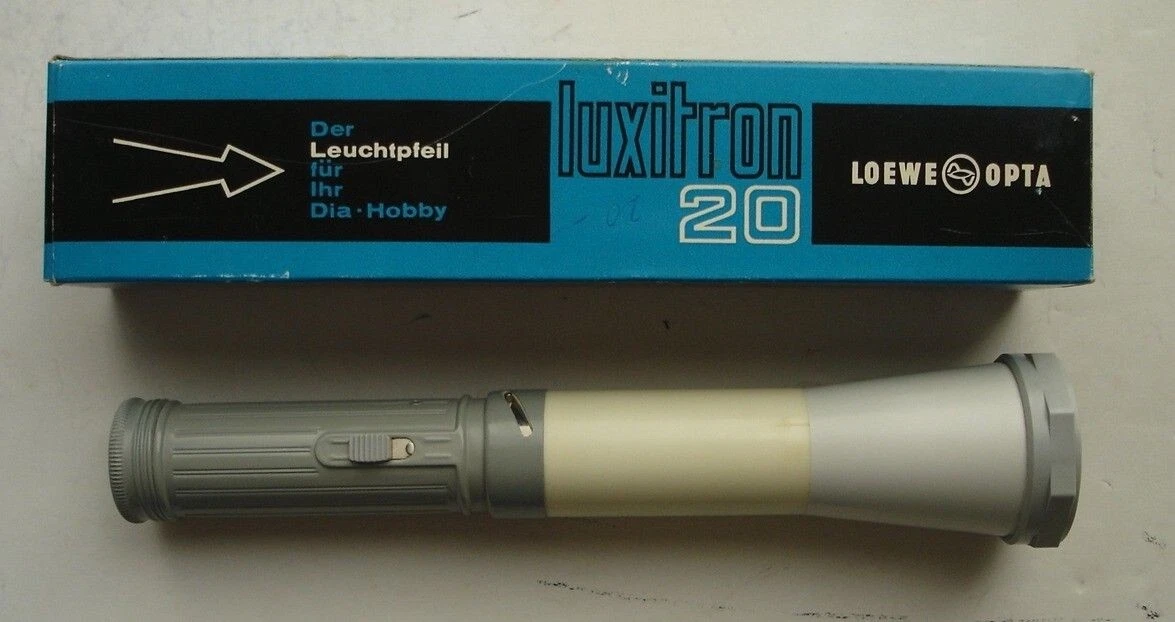 Der
Leuchtpfeil
für
Ihr
Dia·Hobby
luxitron
20
LOEWE OPTA